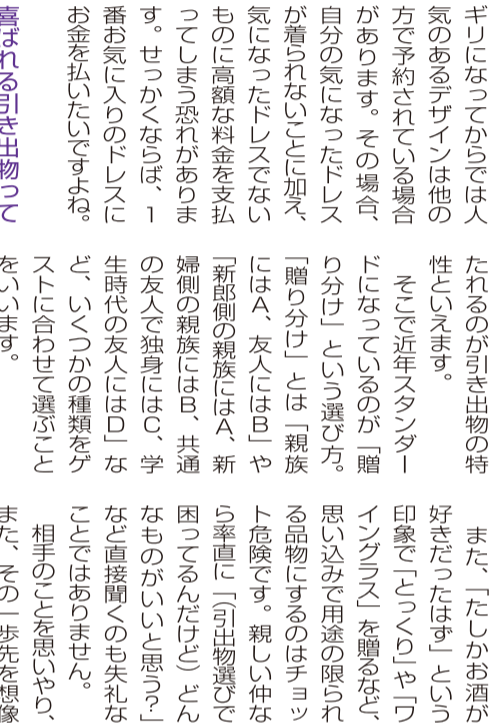 ギリになってからでは人
気のあるデザインは他の
方で予約されている場合
があります。その場合、
自分の気になったドレス
が着られないことに加え、
気になったドレスでない
ものに高額な料金を支払
ってしまう恐れがありま
す。せっかくならば、1
番お気に入りのドレスに
お金を払いたいですよね。
喜ばれる引き出物って
たれるのが引き出物の特
性といえます。
そこで近年スタンダー
ドになっているのが「贈
り分け」という選び方。
「贈り分け」とは「親族
にはA、友人にはB」や
「新郎側の親族にはA、新
婦側の親族にはB、共通
の友人で独身にはC、学
生時代の友人にはD」な
ど、いくつかの種類をゲ
ストに合わせて選ぶこと
をいいます。
また、「たしかお酒が
好きだったはず」という
印象で「とっくり」や「ワ
イングラス」を贈るなど
思い込みで用途の限られ
る品物にするのはチョッ
ト危険です。親しい仲な
ら率直に「(引出物選びで
困ってるんだけど）どん
なものがいいと思う？」
など直接聞くのも失礼な
ことではありません。
相手のことを思いやり、
また、その一歩先を想像